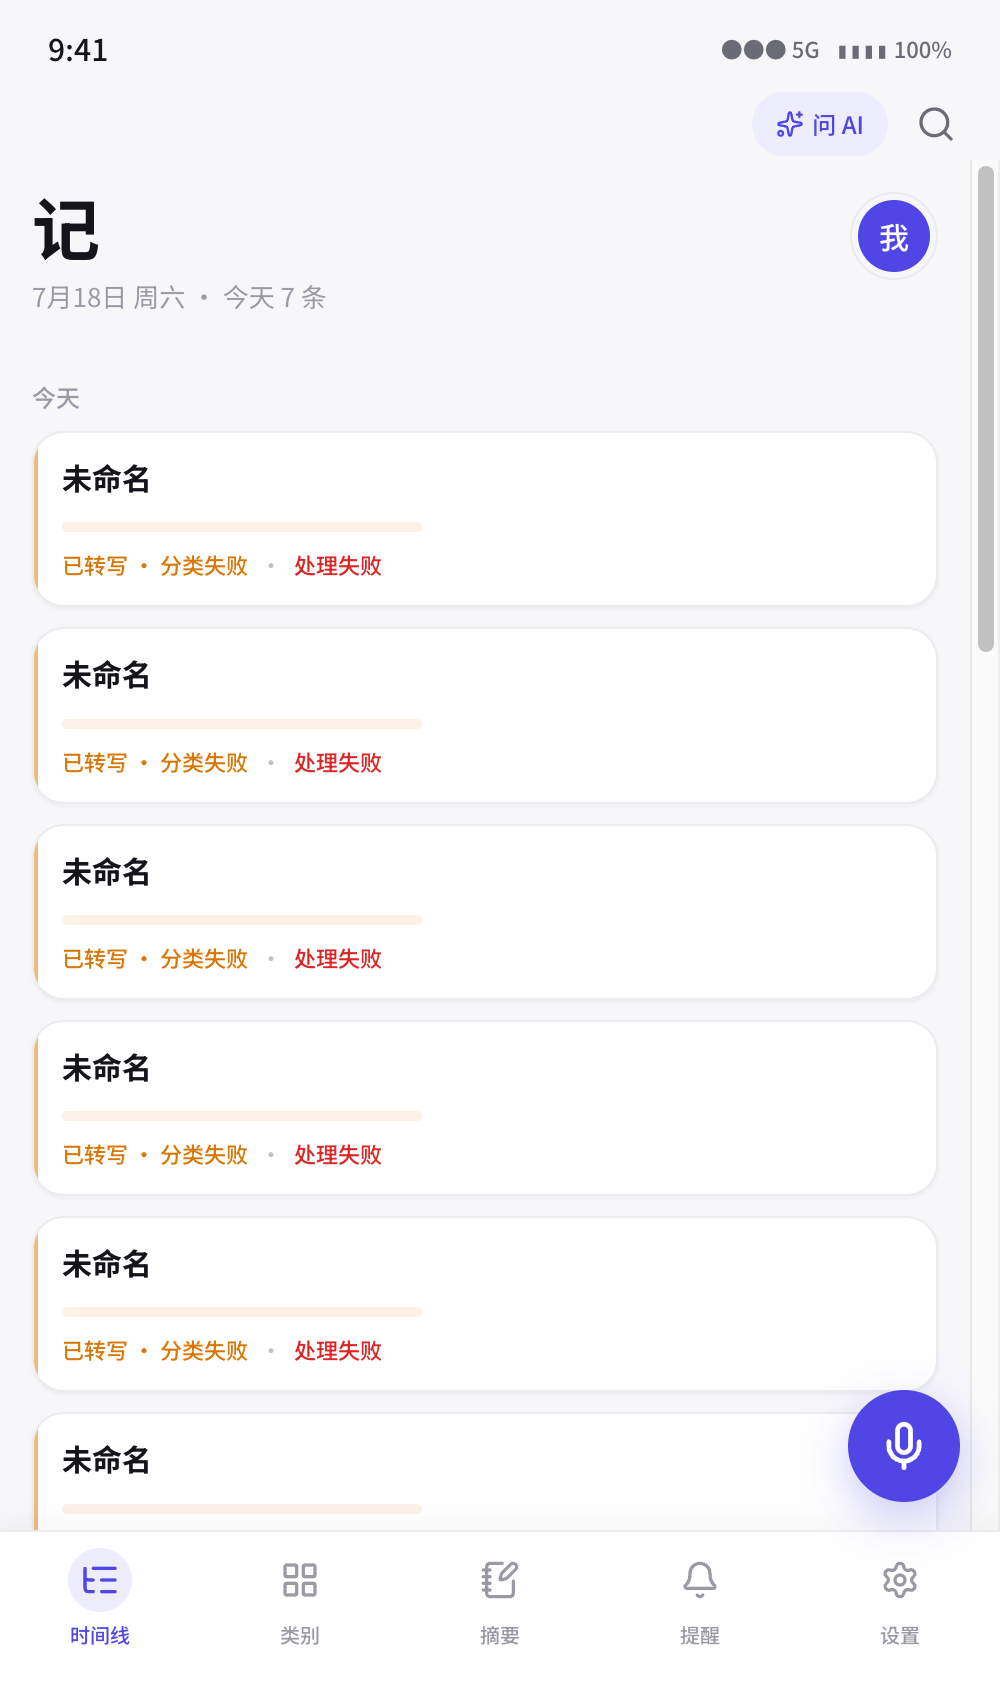 9:41 5G 100%
问 AI
记
我
7月18日 周六 · 今天 7 条
今天
未命名
已转写 · 分类失败 · 处理失败
未命名
已转写 · 分类失败 · 处理失败
未命名
已转写 · 分类失败 · 处理失败
未命名
已转写 · 分类失败 · 处理失败
未命名
已转写 · 分类失败 · 处理失败
未命名
时间线 类别 摘要 提醒 设置